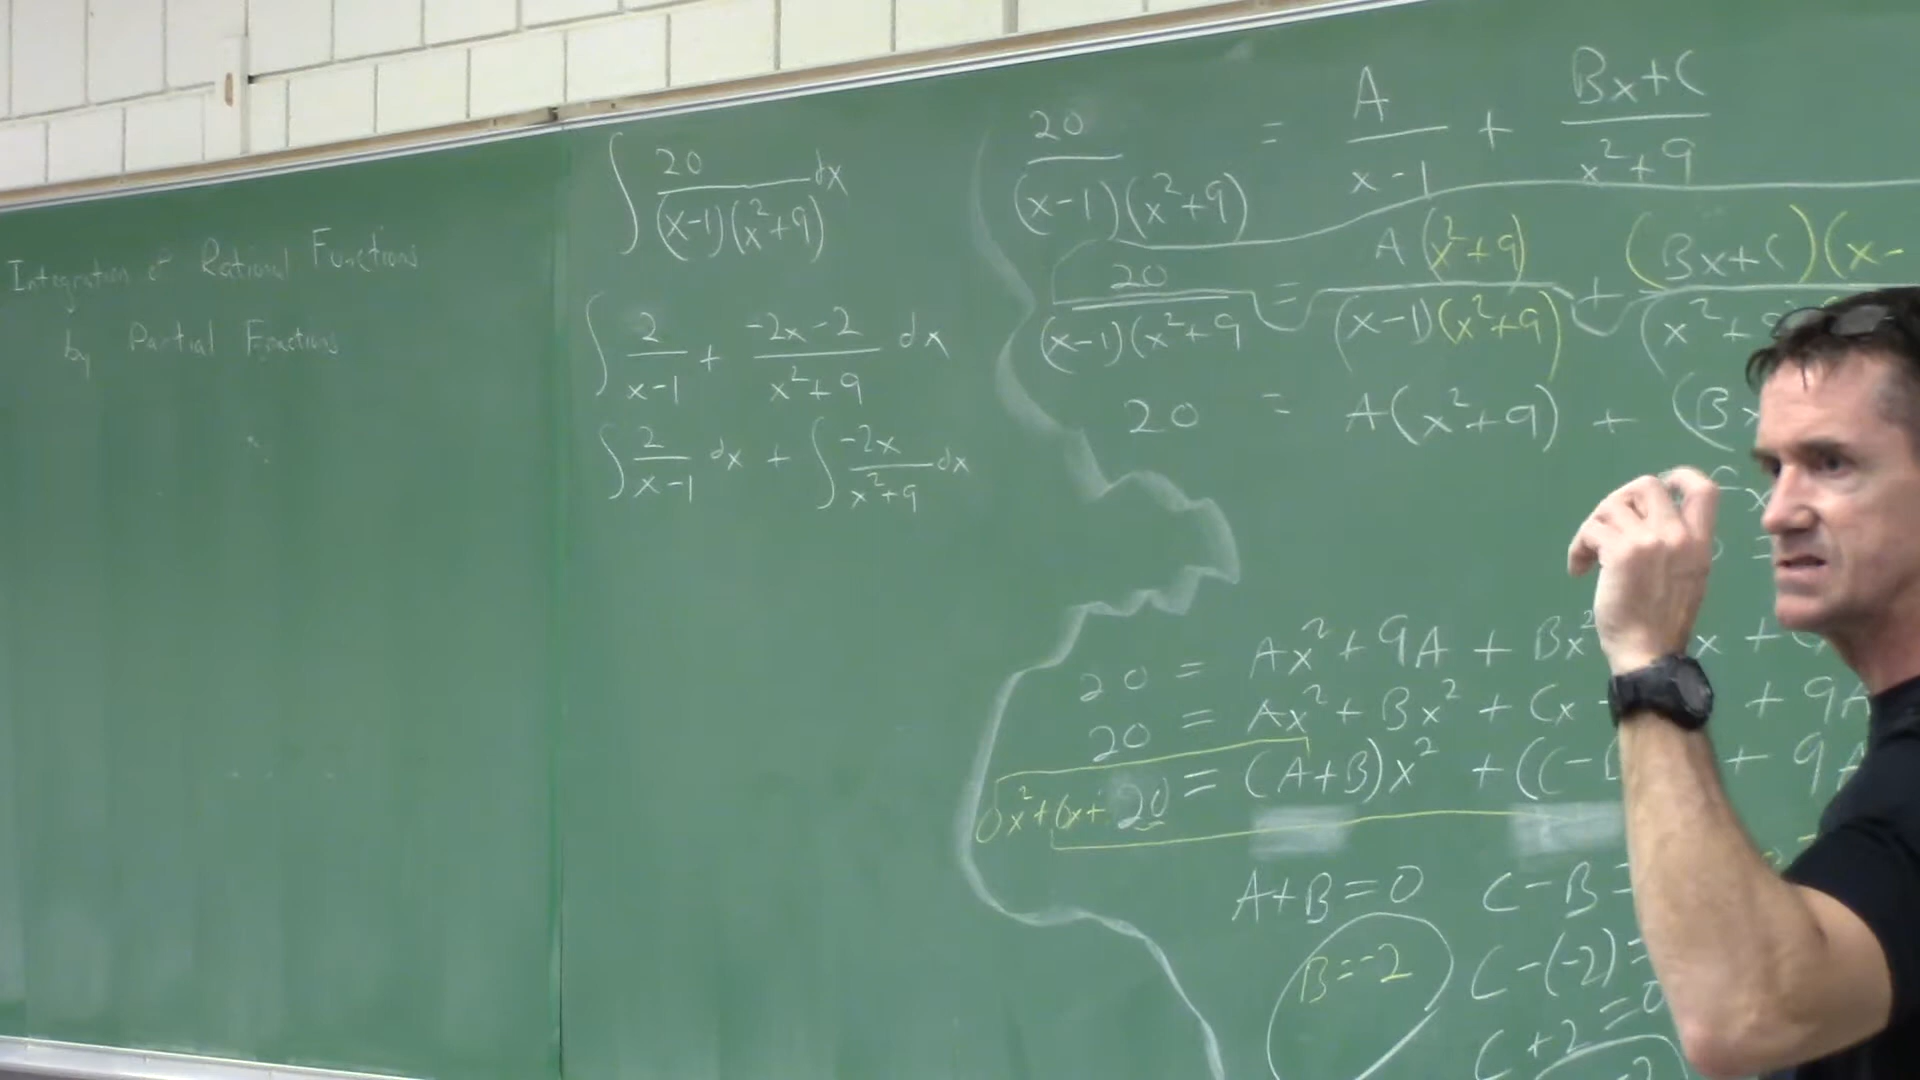 Integration of Rational Functions
by Partial Fractions
∫ 20/((x-1)(x²+9)) dx
∫ 2/(x-1) + (-2x-2)/(x²+9) dx
∫ 2/(x-1) dx + ∫ -2x/(x²+9) dx
20/((x-1)(x²+9)) = A/(x-1) + (Bx+C)/(x²+9)
20/((x-1)(x²+9) = A(x²+9)/((x-1)(x²+9)) + (Bx+C)(x-
20 = A(x²+9) + (Bx
20 = Ax²+9A + Bx²
20 = Ax²+Bx² + Cx + 9A
0x²+0x+20 = (A+B)x² +(C-B + 9A
A+B=0 C-B=
B=-2 C-(-2)=
C+2=0